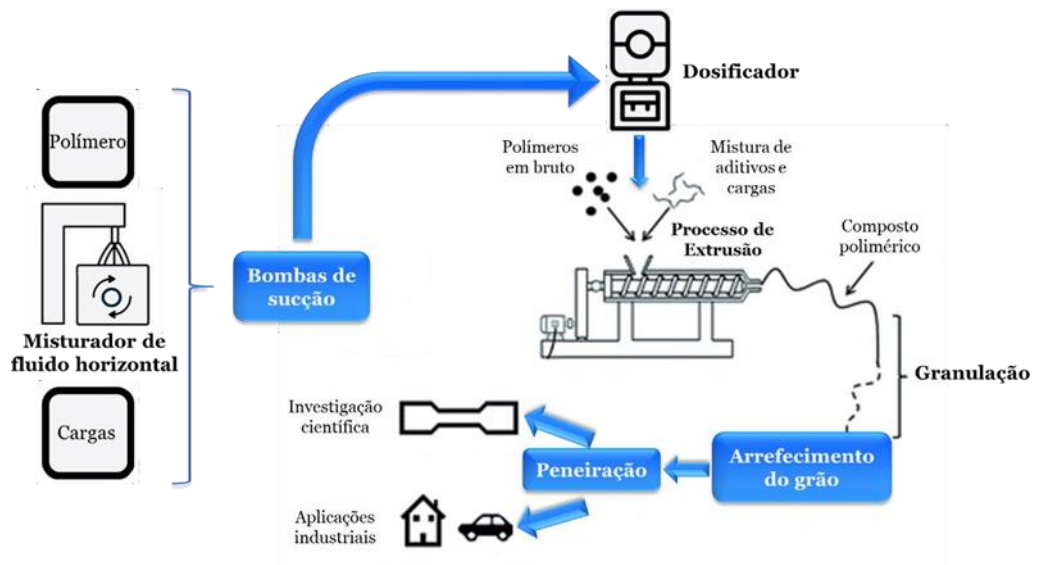 Polímero
Misturador de
fluido horizontal
Cargas
Bombas de
sucção
Dosificador
Polímeros
em bruto
Mistura de
aditivos e
cargas
Processo de
Extrusão
Composto
polimérico
Granulação
Arrefecimento
do grão
Peneiração
Investigação
científica
Aplicações
industriais